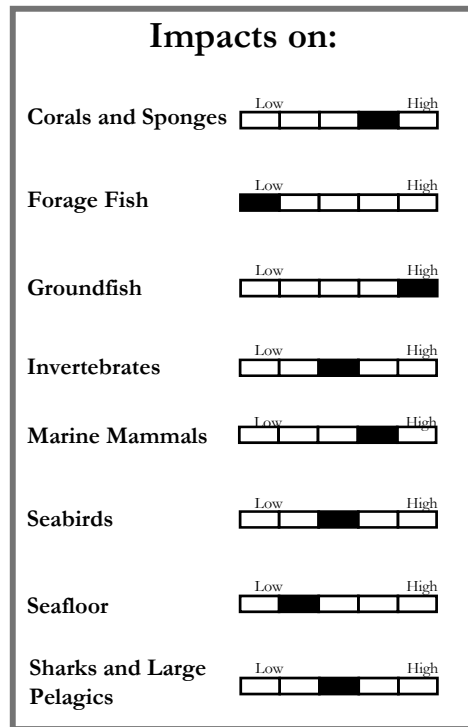 Impacts on:
Low High
Corals and Sponges
Low High
Forage Fish
Low High
Groundfish
Low High
Invertebrates
Low High
Marine Mammals
Low High
Seabirds
Low High
Seafloor
Low High
Sharks and Large
Pelagics